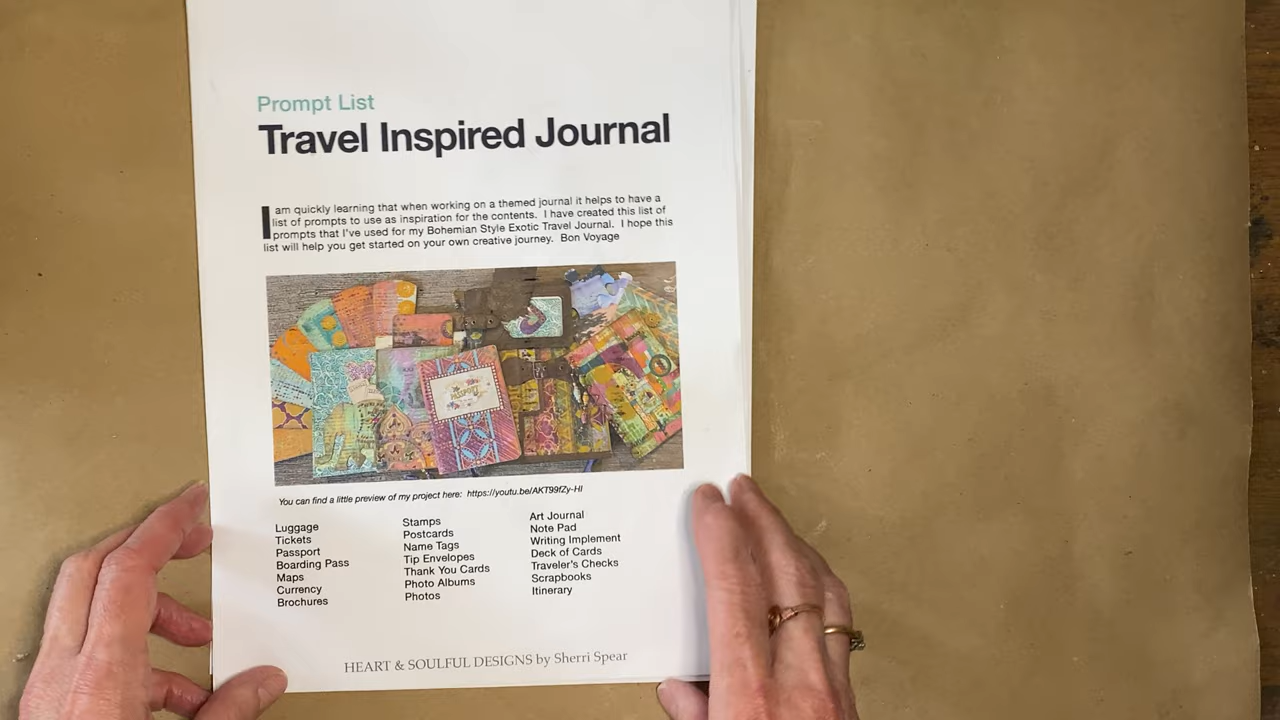 Prompt List
Travel Inspired Journal
I am quickly learning that when working on a themed journal it helps to have a
list of prompts to use as inspiration for the contents. I have created this list of
prompts that I've used for my Bohemian Style Exotic Travel Journal. I hope this
list will help you get started on your own creative journey. Bon Voyage
You can find a little preview of my project here: https://youtu.be/AKT99fZy-HI
Luggage
Tickets
Passport
Boarding Pass
Maps
Currency
Brochures
Stamps
Postcards
Name Tags
Tip Envelopes
Thank You Cards
Photo Albums
Photos
Art Journal
Note Pad
Writing Implement
Deck of Cards
Traveler's Checks
Scrapbooks
Itinerary
HEART & SOULFUL DESIGNS by Sherri Spear